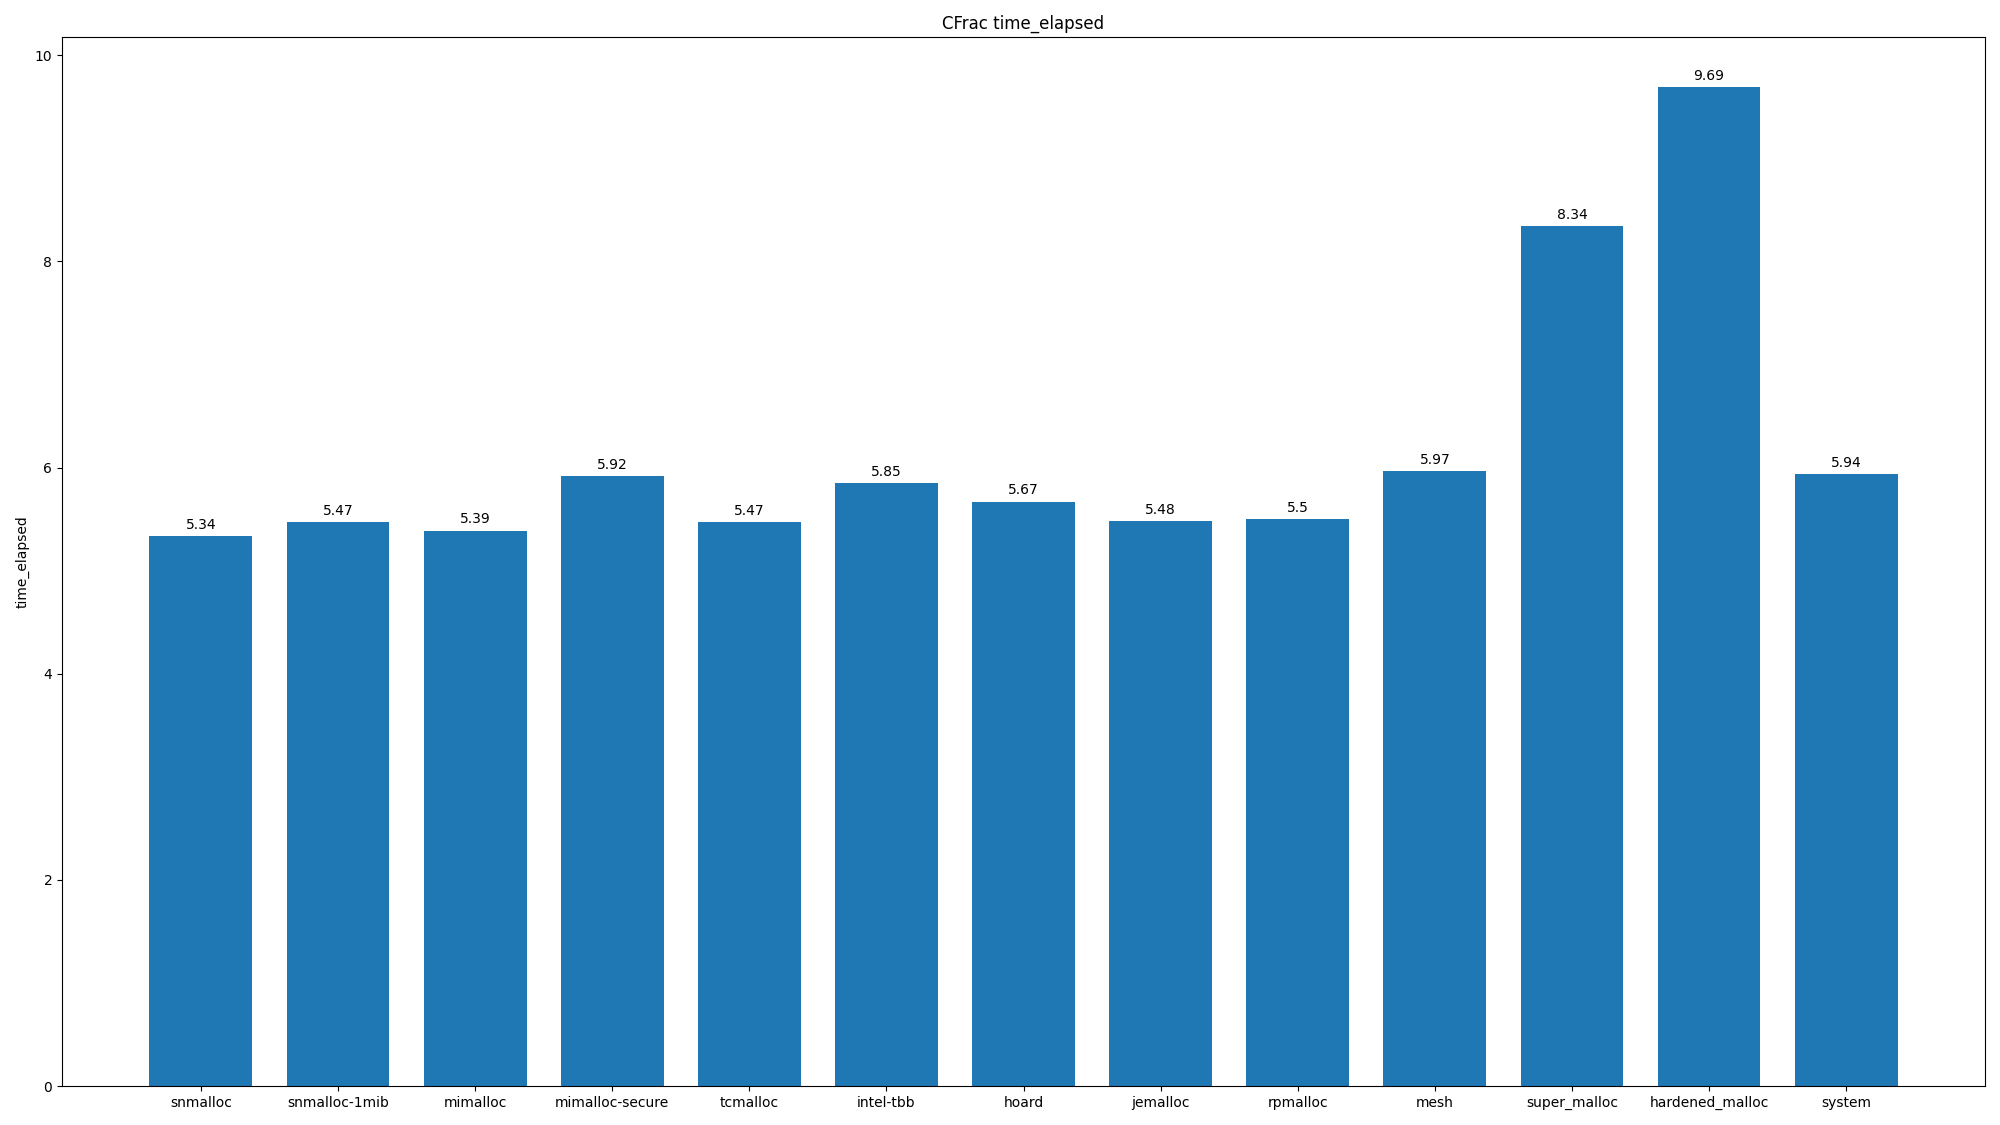 CFrac time_elapsed
time_elapsed
10
8
6
4
2
0
5.34
5.47
5.39
5.92
5.47
5.85
5.67
5.48
5.5
5.97
8.34
9.69
5.94
snmalloc
snmalloc-1mib
mimalloc
mimalloc-secure
tcmalloc
intel-tbb
hoard
jemalloc
rpmalloc
mesh
super_malloc
hardened_malloc
system